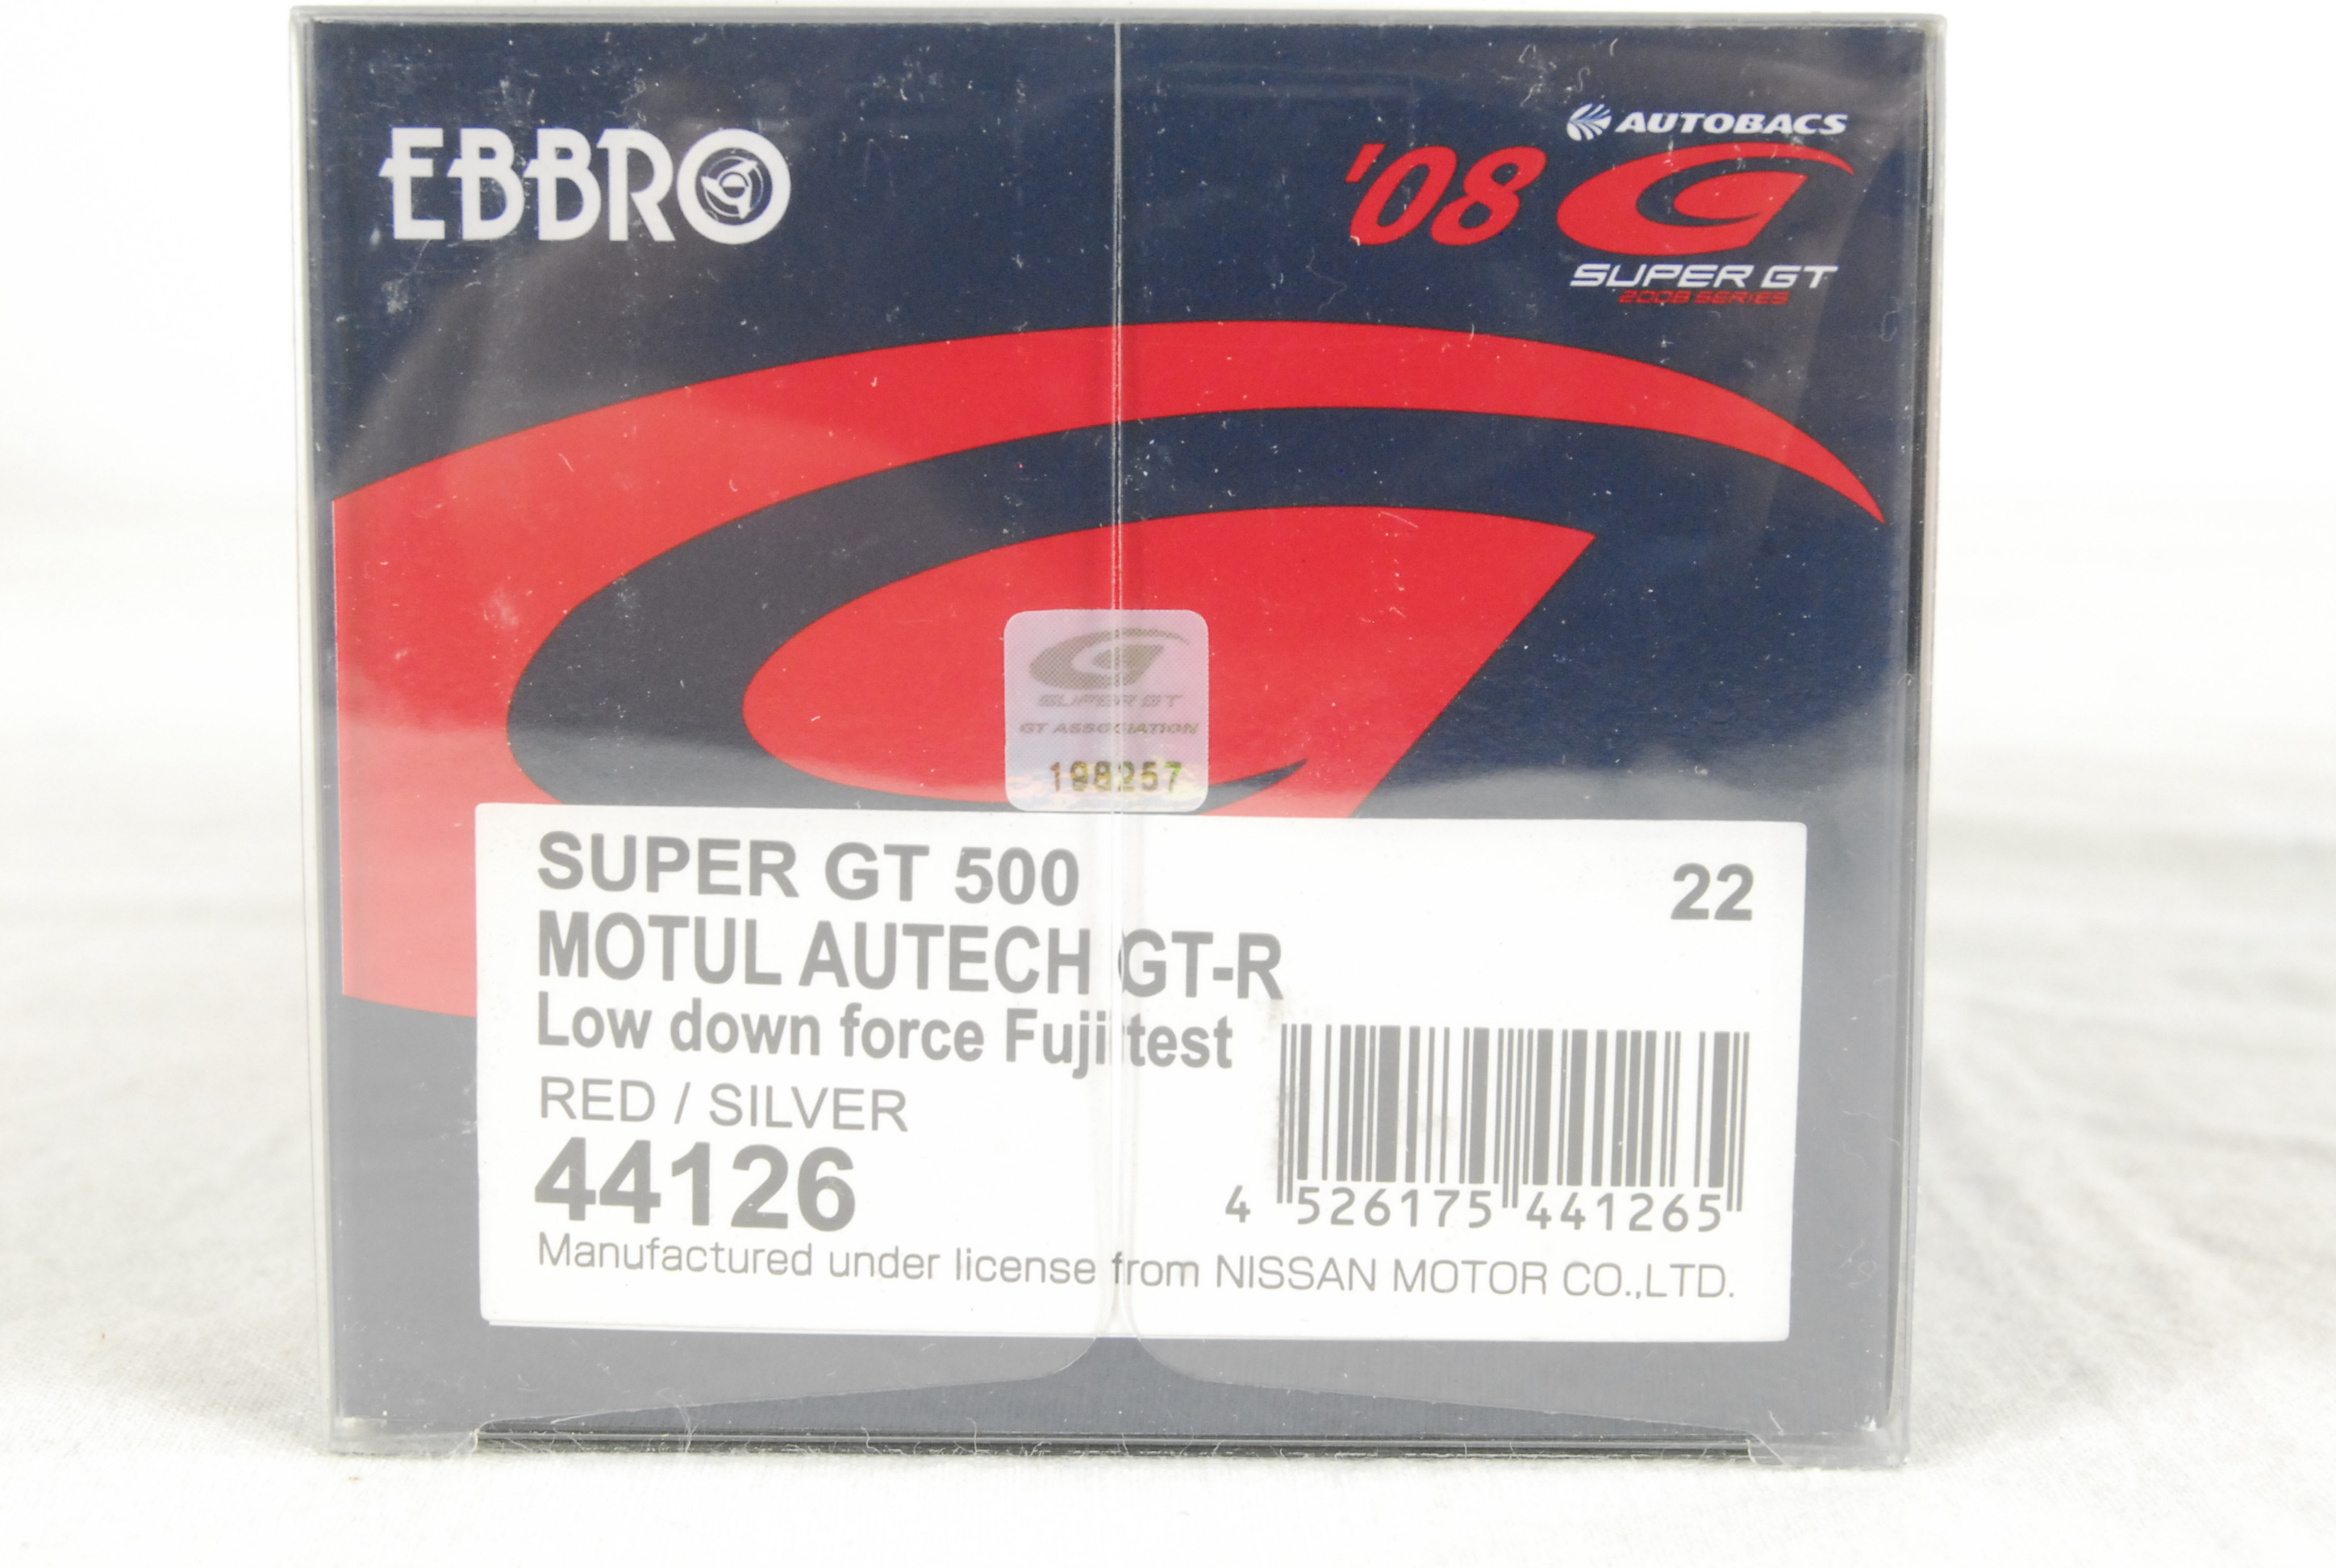 EBBRO
AUTOBACS
'08
SUPER GT
2008 SERIES
SUPER GT
GT ASSOCIATION
198257
SUPER GT 500
22
MOTUL AUTECH GT-R
Low down force Fuji test
RED / SILVER
44126
4 526175 441265
Manufactured under license from NISSAN MOTOR CO.,LTD.